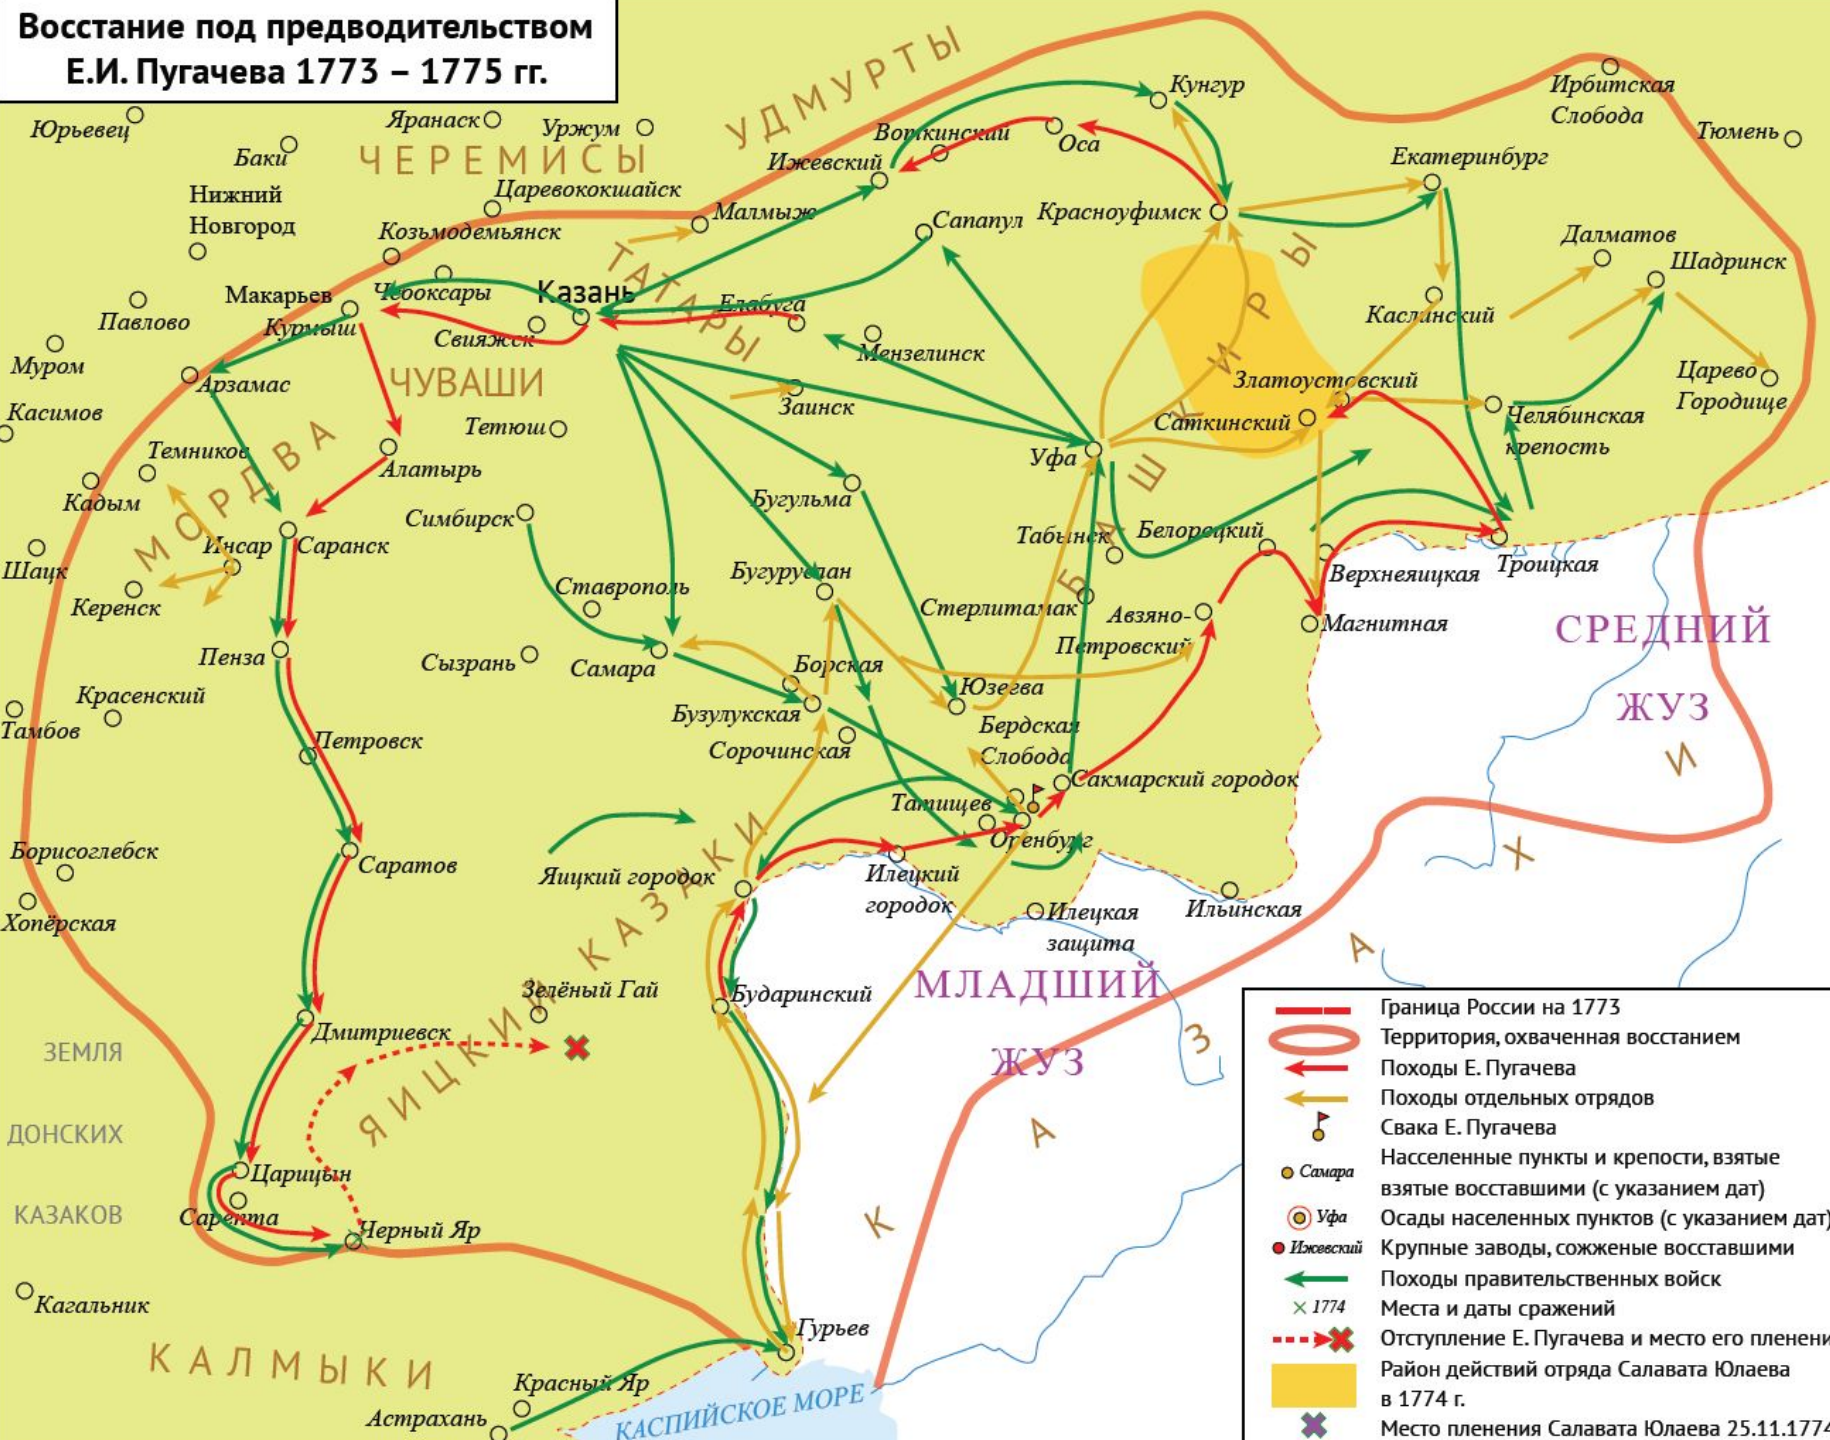 Восстание под предводительством
Е.И. Пугачева 1773 – 1775 гг.
Юрьевец
Баки
Яранаск
Уржум
ЧЕРЕМИСЫ
УДМУРТЫ
Кунгур
Воткинский
Оса
Ижевский
Ирбитская
Слобода
Тюмень
Екатеринбург
Нижний
Новгород
Царевококшайск
Козьмодемьянск
Малмыж
Сапапул
Красноуфимск
Далматов
Шадринск
ТАТАРЫ
БАШКИРЫ
Макарьев
Чебоксары
Казань
Елабуга
Каслинский
Павлово
Курмыш
Свияжск
Мензелинск
Муром
Арзамас
ЧУВАШИ
Заинск
Златоустовский
Саткинский
Царево
Городище
Челябинская
крепость
Касимов
Темников
Тетюш
Алатырь
Уфа
МОРДВА
Кадым
Симбирск
Бугульма
Инсар
Саранск
Табынск
Белорецкий
Шацк
Керенск
Ставрополь
Бугуруслан
Стерлитамак
Авзяно-
Петровский
Верхнеяицкая
Троицкая
Магнитная
СРЕДНИЙ
ЖУЗ
Пенза
Сызрань
Самара
Борская
Юзеева
Красенский
Тамбов
Бузулукская
Сорочинская
Бердская
Слобода
Петровск
Сакмарский городок
Татищев
Оренбург
Борисоглебск
Саратов
Яицкий городок
Илецкий
городок
Илецкая
защита
Ильинская
Хопёрская
ЯИЦКИЙ КАЗАКИ
Зелёный Гай
Бударинский
МЛАДШИЙ
ЖУЗ
КАЗАХИ
Дмитриевск
ЗЕМЛЯ
ДОНСКИХ
КАЗАКОВ
Царицын
Сарепта
Черный Яр
Кагальник
КАЛМЫКИ
Гурьев
Красный Яр
Астрахань
КАСПИЙСКОЕ МОРЕ
Граница России на 1773
Территория, охваченная восстанием
Походы Е. Пугачева
Походы отдельных отрядов
Свака Е. Пугачева
Самара
Насселенные пункты и крепости, взятые
взятые восставшими (с указанием дат)
Уфа Осады населенных пунктов (с указанием дат)
Ижевский Крупные заводы, сожженые восставшими
Походы правительственных войск
1774 Места и даты сражений
Отступление Е. Пугачева и место его пленени
Район действий отряда Салавата Юлаева
в 1774 г.
Место пленения Салавата Юлаева 25.11.1774